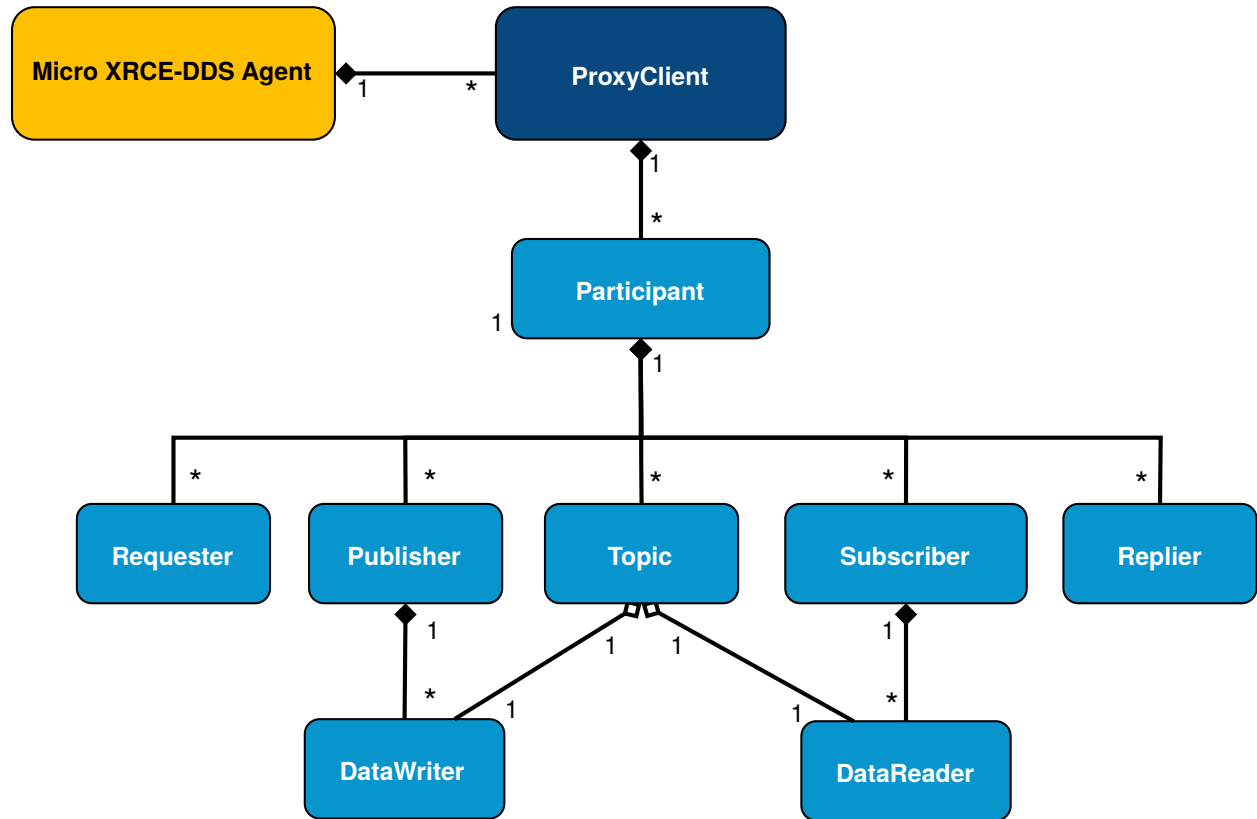 Micro XRCE-DDS Agent
1
*
ProxyClient
1
*
Participant
1
1
*
*
*
*
*
Requester
Publisher
Topic
Subscriber
Replier
1
1
1
1
*
1
1
*
DataWriter
DataReader